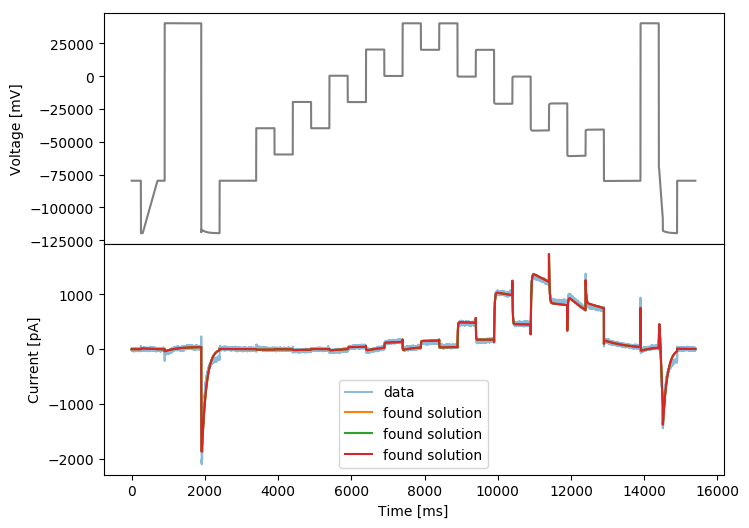 Voltage [mV]
25000
0
−25000
−50000
−75000
−100000
−125000
Current [pA]
1000
0
−1000
−2000
data
found solution
found solution
found solution
0 2000 4000 6000 8000 10000 12000 14000 16000
Time [ms]